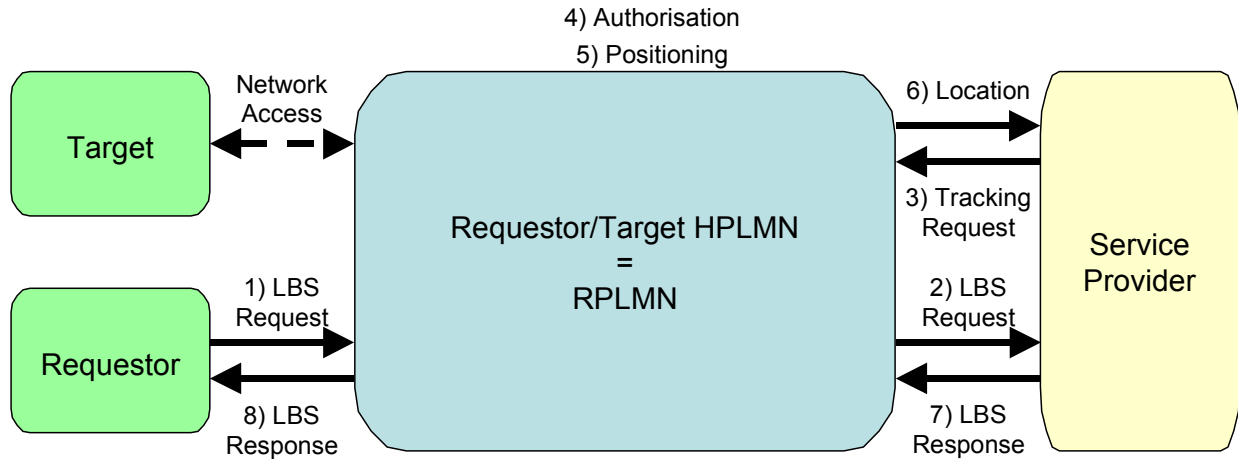 4) Authorisation
5) Positioning
Network
Access
Target
6) Location
3) Tracking
Request
Requestor/Target HPLMN
=
RPLMN
Service
Provider
1) LBS
Request
Requestor
8) LBS
Response
2) LBS
Request
7) LBS
Response